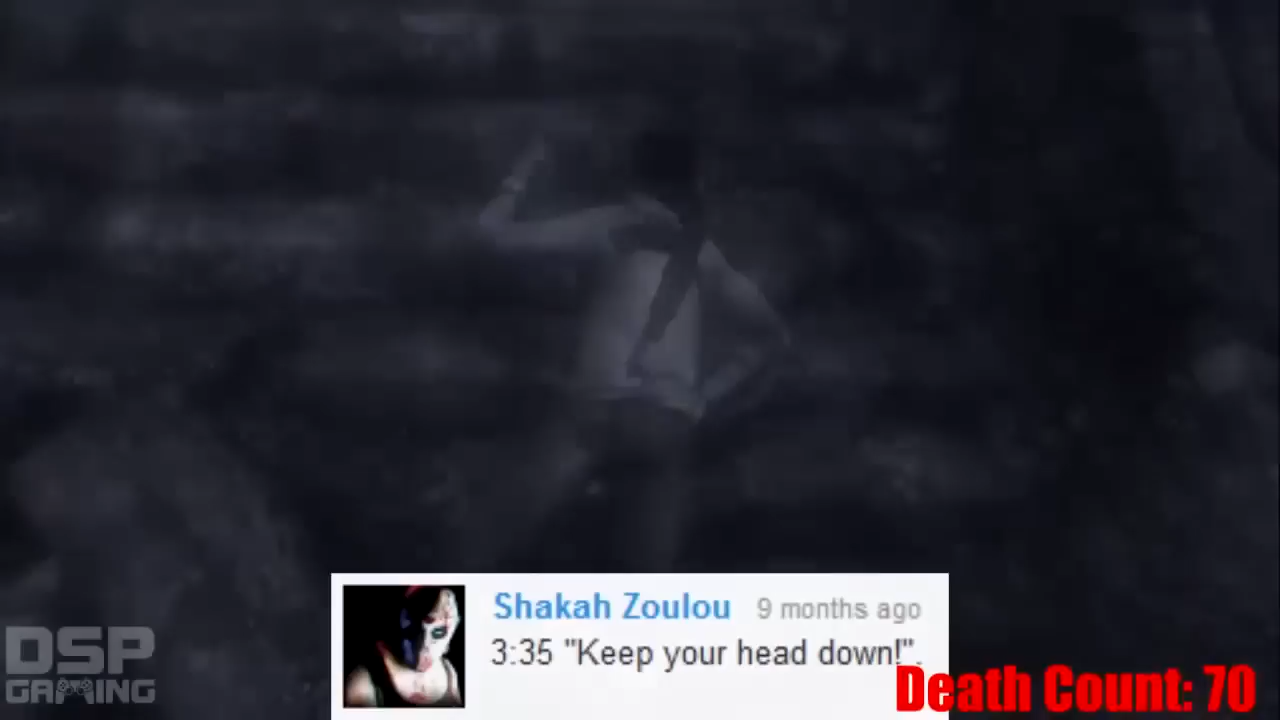 Shakah Zoulou 9 months ago
3:35 "Keep your head down!".
DSP
GAMING
Death Count: 70